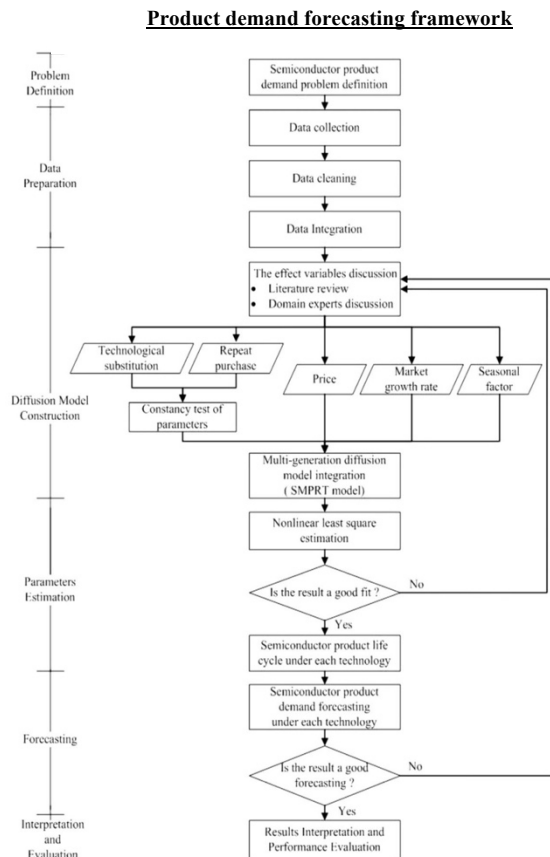 Product demand forecasting framework
Problem
Definition
Semiconductor product
demand problem definition
Data
Preparation
Data collection
Data cleaning
Data Integration
Diffusion Model
Construction
The effect variables discussion
• Literature review
• Domain experts discussion
Technological
substitution
Repeat
purchase
Price
Market
growth rate
Seasonal
factor
Constancy test of
parameters
Multi-generation diffusion
model integration
( SMPRT model)
Parameters
Estimation
Nonlinear least square
estimation
Is the result a good fit ?
No
Yes
Semiconductor product life
cycle under each technology
Forecasting
Semiconductor product
demand forecasting
under each technology
Is the result a good
forecasting ?
No
Yes
Interpretation
and
Evaluation
Results Interpretation and
Performance Evaluation